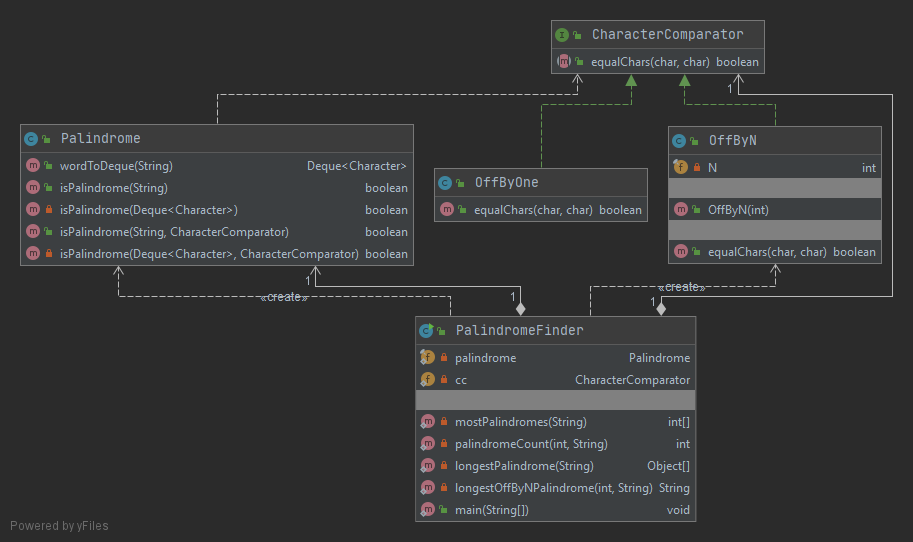 CharacterComparator
equalChars(char, char) boolean
1
Palindrome
wordToDeque(String) Deque<Character>
isPalindrome(String) boolean
isPalindrome(Deque<Character>) boolean
isPalindrome(String, CharacterComparator) boolean
isPalindrome(Deque<Character>, CharacterComparator) boolean
OffByOne
equalChars(char, char) boolean
OffByN
N int
OffByN(int)
equalChars(char, char) boolean
1
«create»
1
«create»
1
PalindromeFinder
palindrome Palindrome
cc CharacterComparator
mostPalindromes(String) int[]
palindromeCount(int, String) int
longestPalindrome(String) Object[]
longestOffByNPalindrome(int, String) String
main(String[]) void
Powered by yFiles